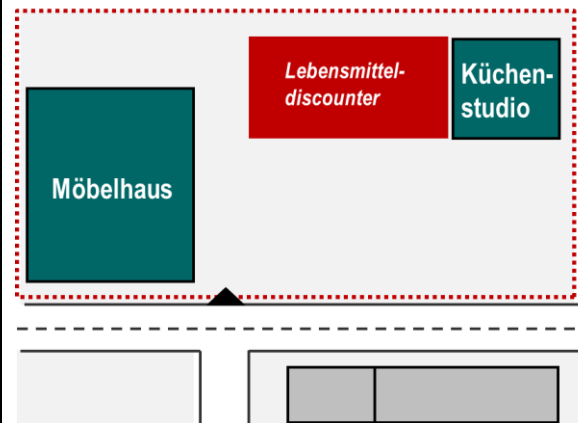 Lebensmittel-
discounter
Küchen-
studio
Möbelhaus